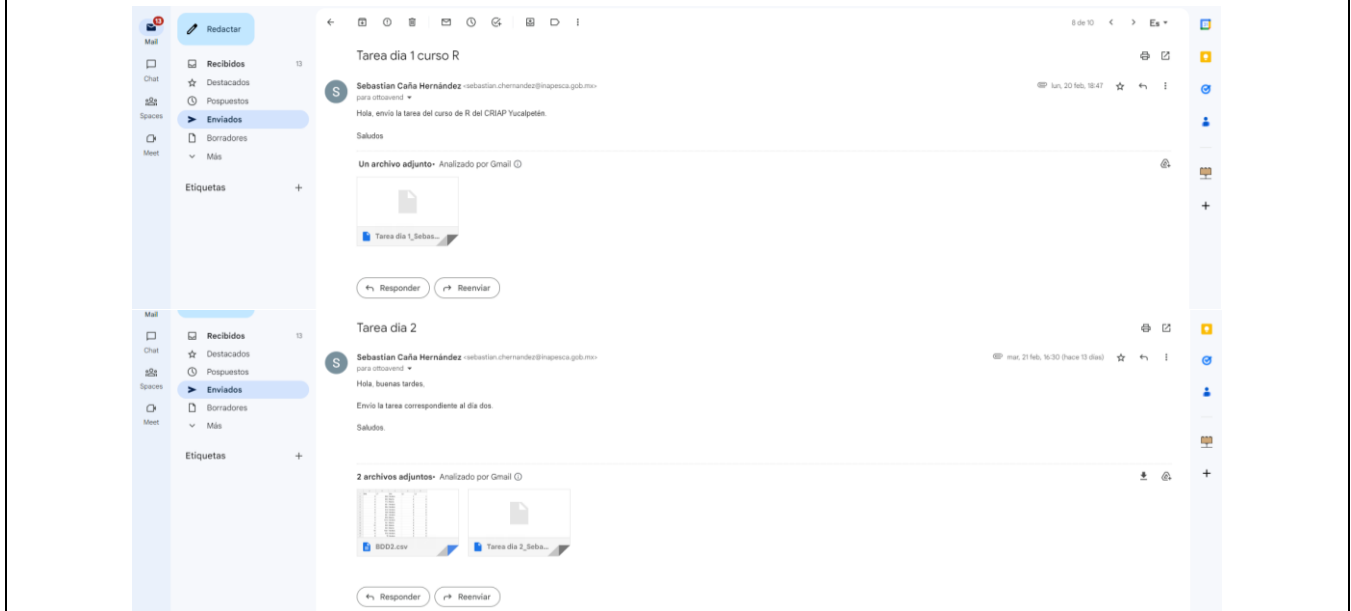 13
Mail
Redactar
8 de 10
Es
Tarea día 1 curso R
Chat
Recibidos 13
Destacados
S
Sebastian Caña Hernández <sebastian.chernandez@inapesca.gob.mx>
lun, 20 feb, 18:47
para ottoavend
Spaces
Pospuestos
Hola, envío la tarea del curso de R del CRIAP Yucalpetén.
Enviados
Saludos
Meet
Borradores
Más
Un archivo adjunto• Analizado por Gmail
Etiquetas
Tarea día 1_Sebas...
Responder
Reenviar
Mail
Tarea dia 2
Recibidos 13
Chat
Destacados
S
Sebastian Caña Hernández <sebastian.chernandez@inapesca.gob.mx>
mar, 21 feb, 16:30 (hace 13 días)
para ottoavend
Spaces
Pospuestos
Hola, buenas tardes,
Enviados
Envío la tarea correspondiente al día dos.
Meet
Borradores
Más
Saludos.
Etiquetas
2 archivos adjuntos• Analizado por Gmail
BDD2.csv
Tarea día 2_Seba...
Responder
Reenviar